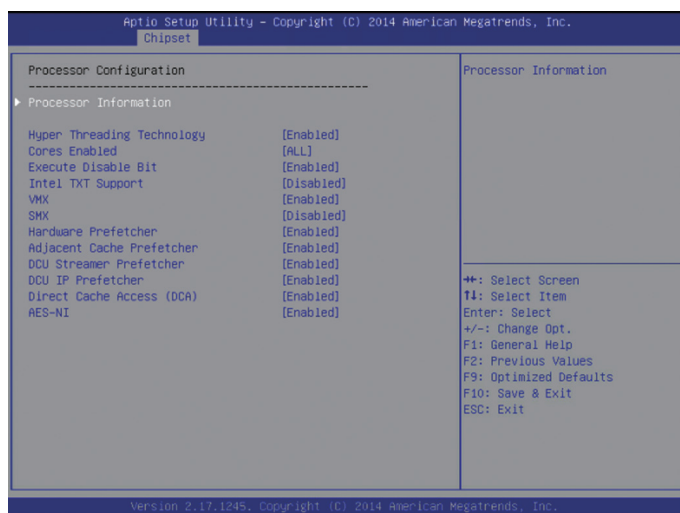 Aptio Setup Utility – Copyright (C) 2014 American Megatrends, Inc.
Chipset
Processor Configuration
Processor Information
Hyper Threading Technology [Enabled]
Cores Enabled [ALL]
Execute Disable Bit [Enabled]
Intel TXT Support [Disabled]
VMX [Enabled]
SMX [Disabled]
Hardware Prefetcher [Enabled]
Adjacent Cache Prefetcher [Enabled]
DCU Streamer Prefetcher [Enabled]
DCU IP Prefetcher [Enabled]
Direct Cache Access (DCA) [Enabled]
AES-NI [Enabled]
Processor Information
→←: Select Screen
↑↓: Select Item
Enter: Select
+/-: Change Opt.
F1: General Help
F2: Previous Values
F9: Optimized Defaults
F10: Save & Exit
ESC: Exit
Version 2.17.1245. Copyright (C) 2014 American Megatrends, Inc.